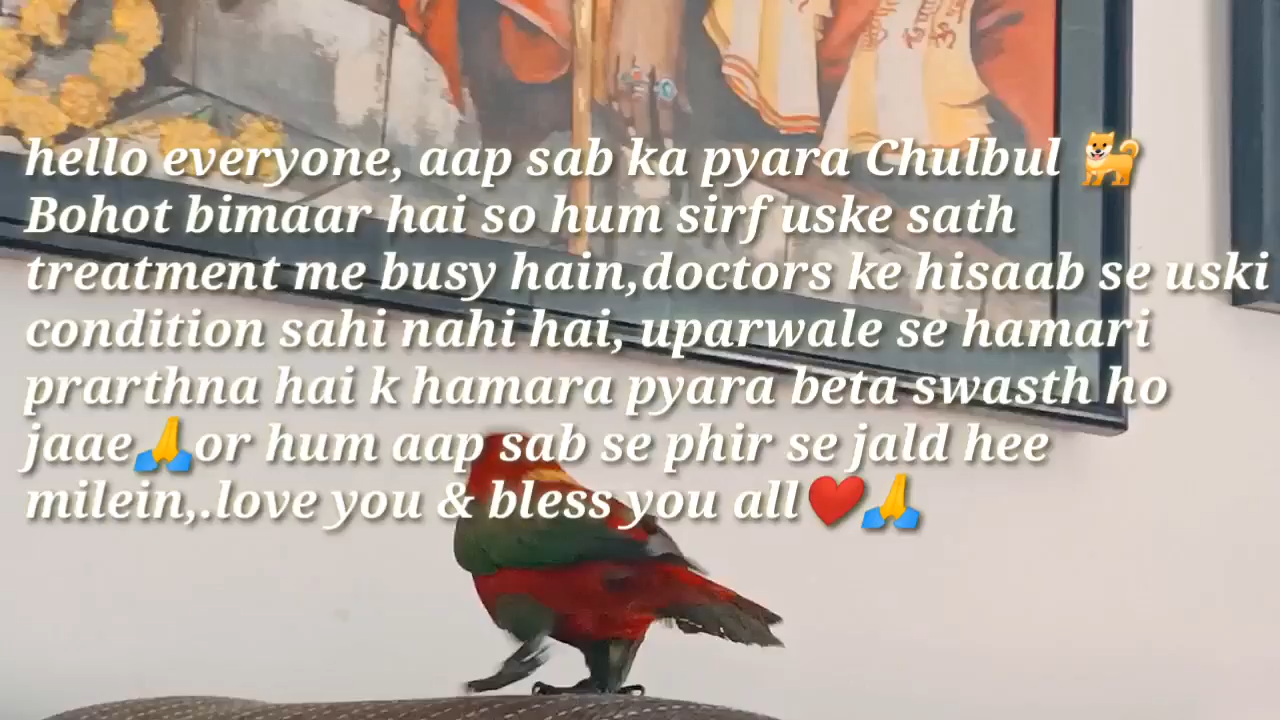 hello everyone, aap sab ka pyara Chulbul 🐕
Bohot bimaar hai so hum sirf uske sath
treatment me busy hain,doctors ke hisaab se uski
condition sahi nahi hai, uparwale se hamari
prarthna hai k hamara pyara beta swasth ho
jaae🙏or hum aap sab se phir se jald hee
milein,.love you & bless you all❤️🙏